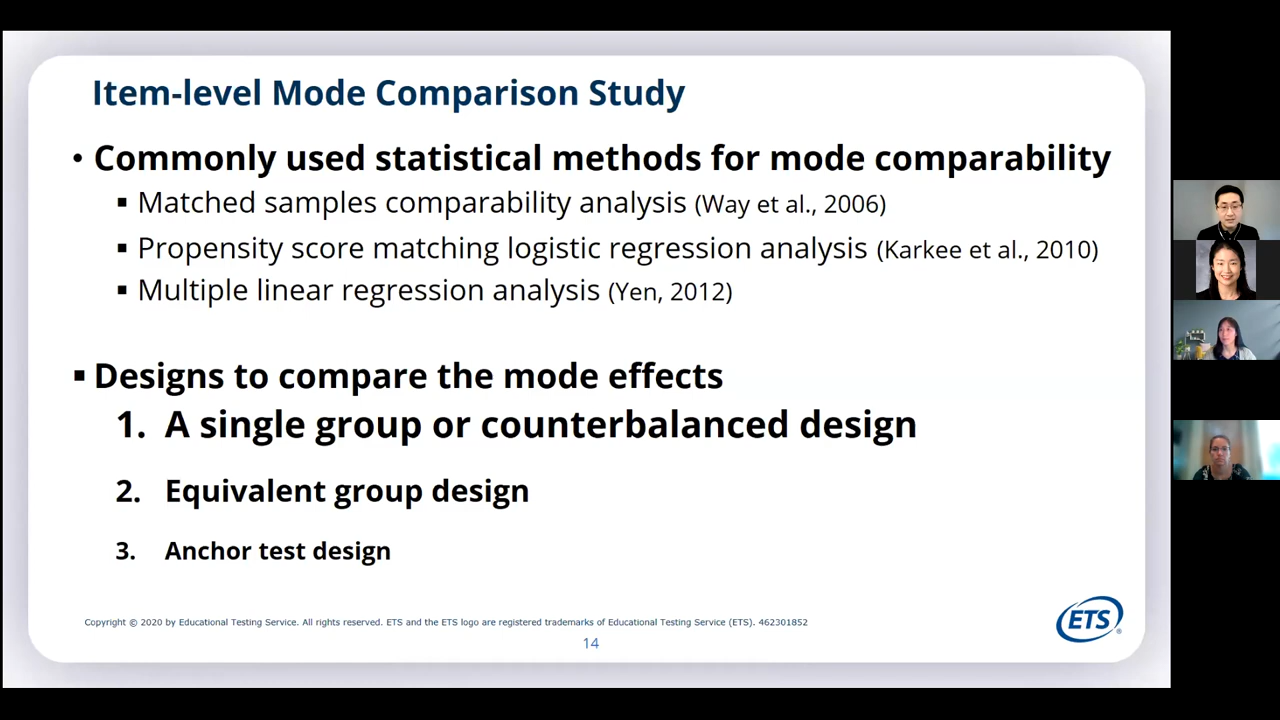 Item-level Mode Comparison Study
• Commonly used statistical methods for mode comparability
▪ Matched samples comparability analysis (Way et al., 2006)
▪ Propensity score matching logistic regression analysis (Karkee et al., 2010)
▪ Multiple linear regression analysis (Yen, 2012)
▪ Designs to compare the mode effects
1. A single group or counterbalanced design
2. Equivalent group design
3. Anchor test design
Copyright © 2020 by Educational Testing Service. All rights reserved. ETS and the ETS logo are registered trademarks of Educational Testing Service (ETS). 462301852
ETS®
14